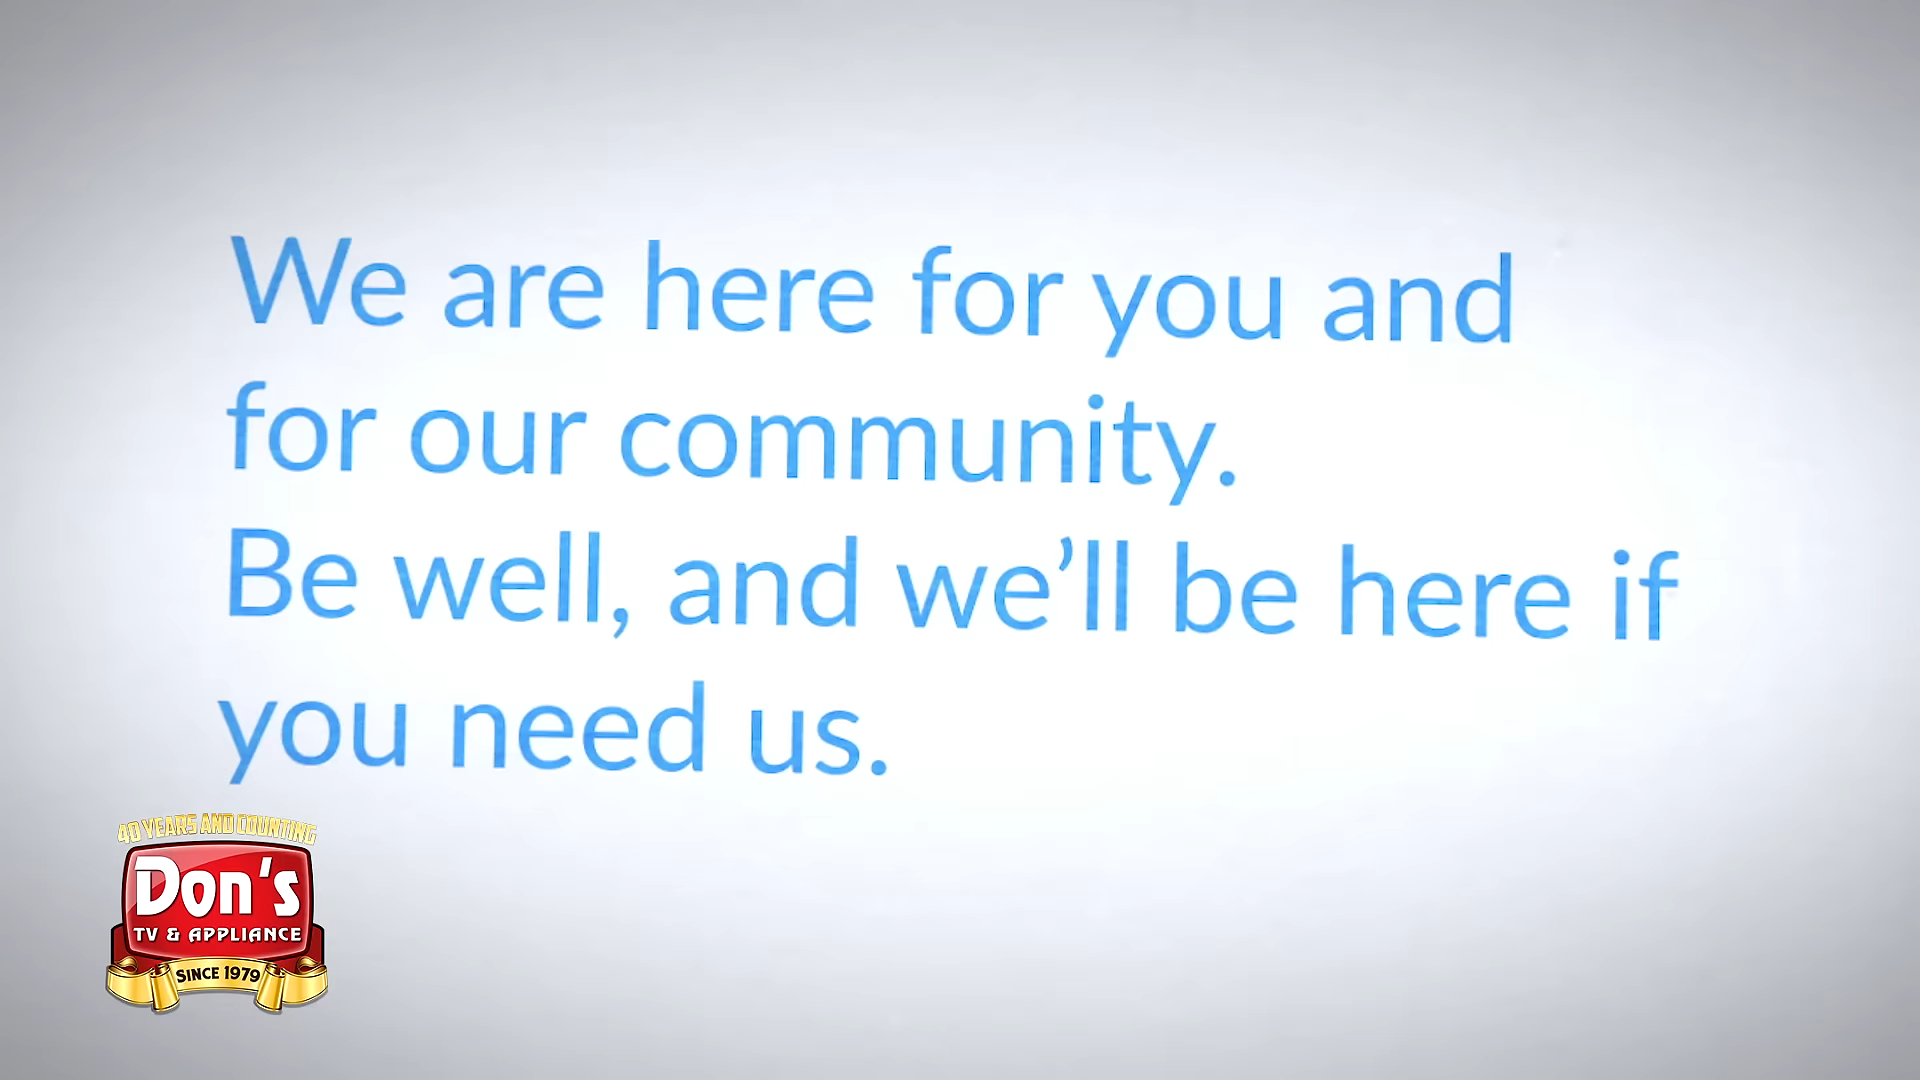 We are here for you and
for our community.
Be well, and we’ll be here if
you need us.
40 YEARS AND COUNTING
Don's
TV & APPLIANCE
SINCE 1979